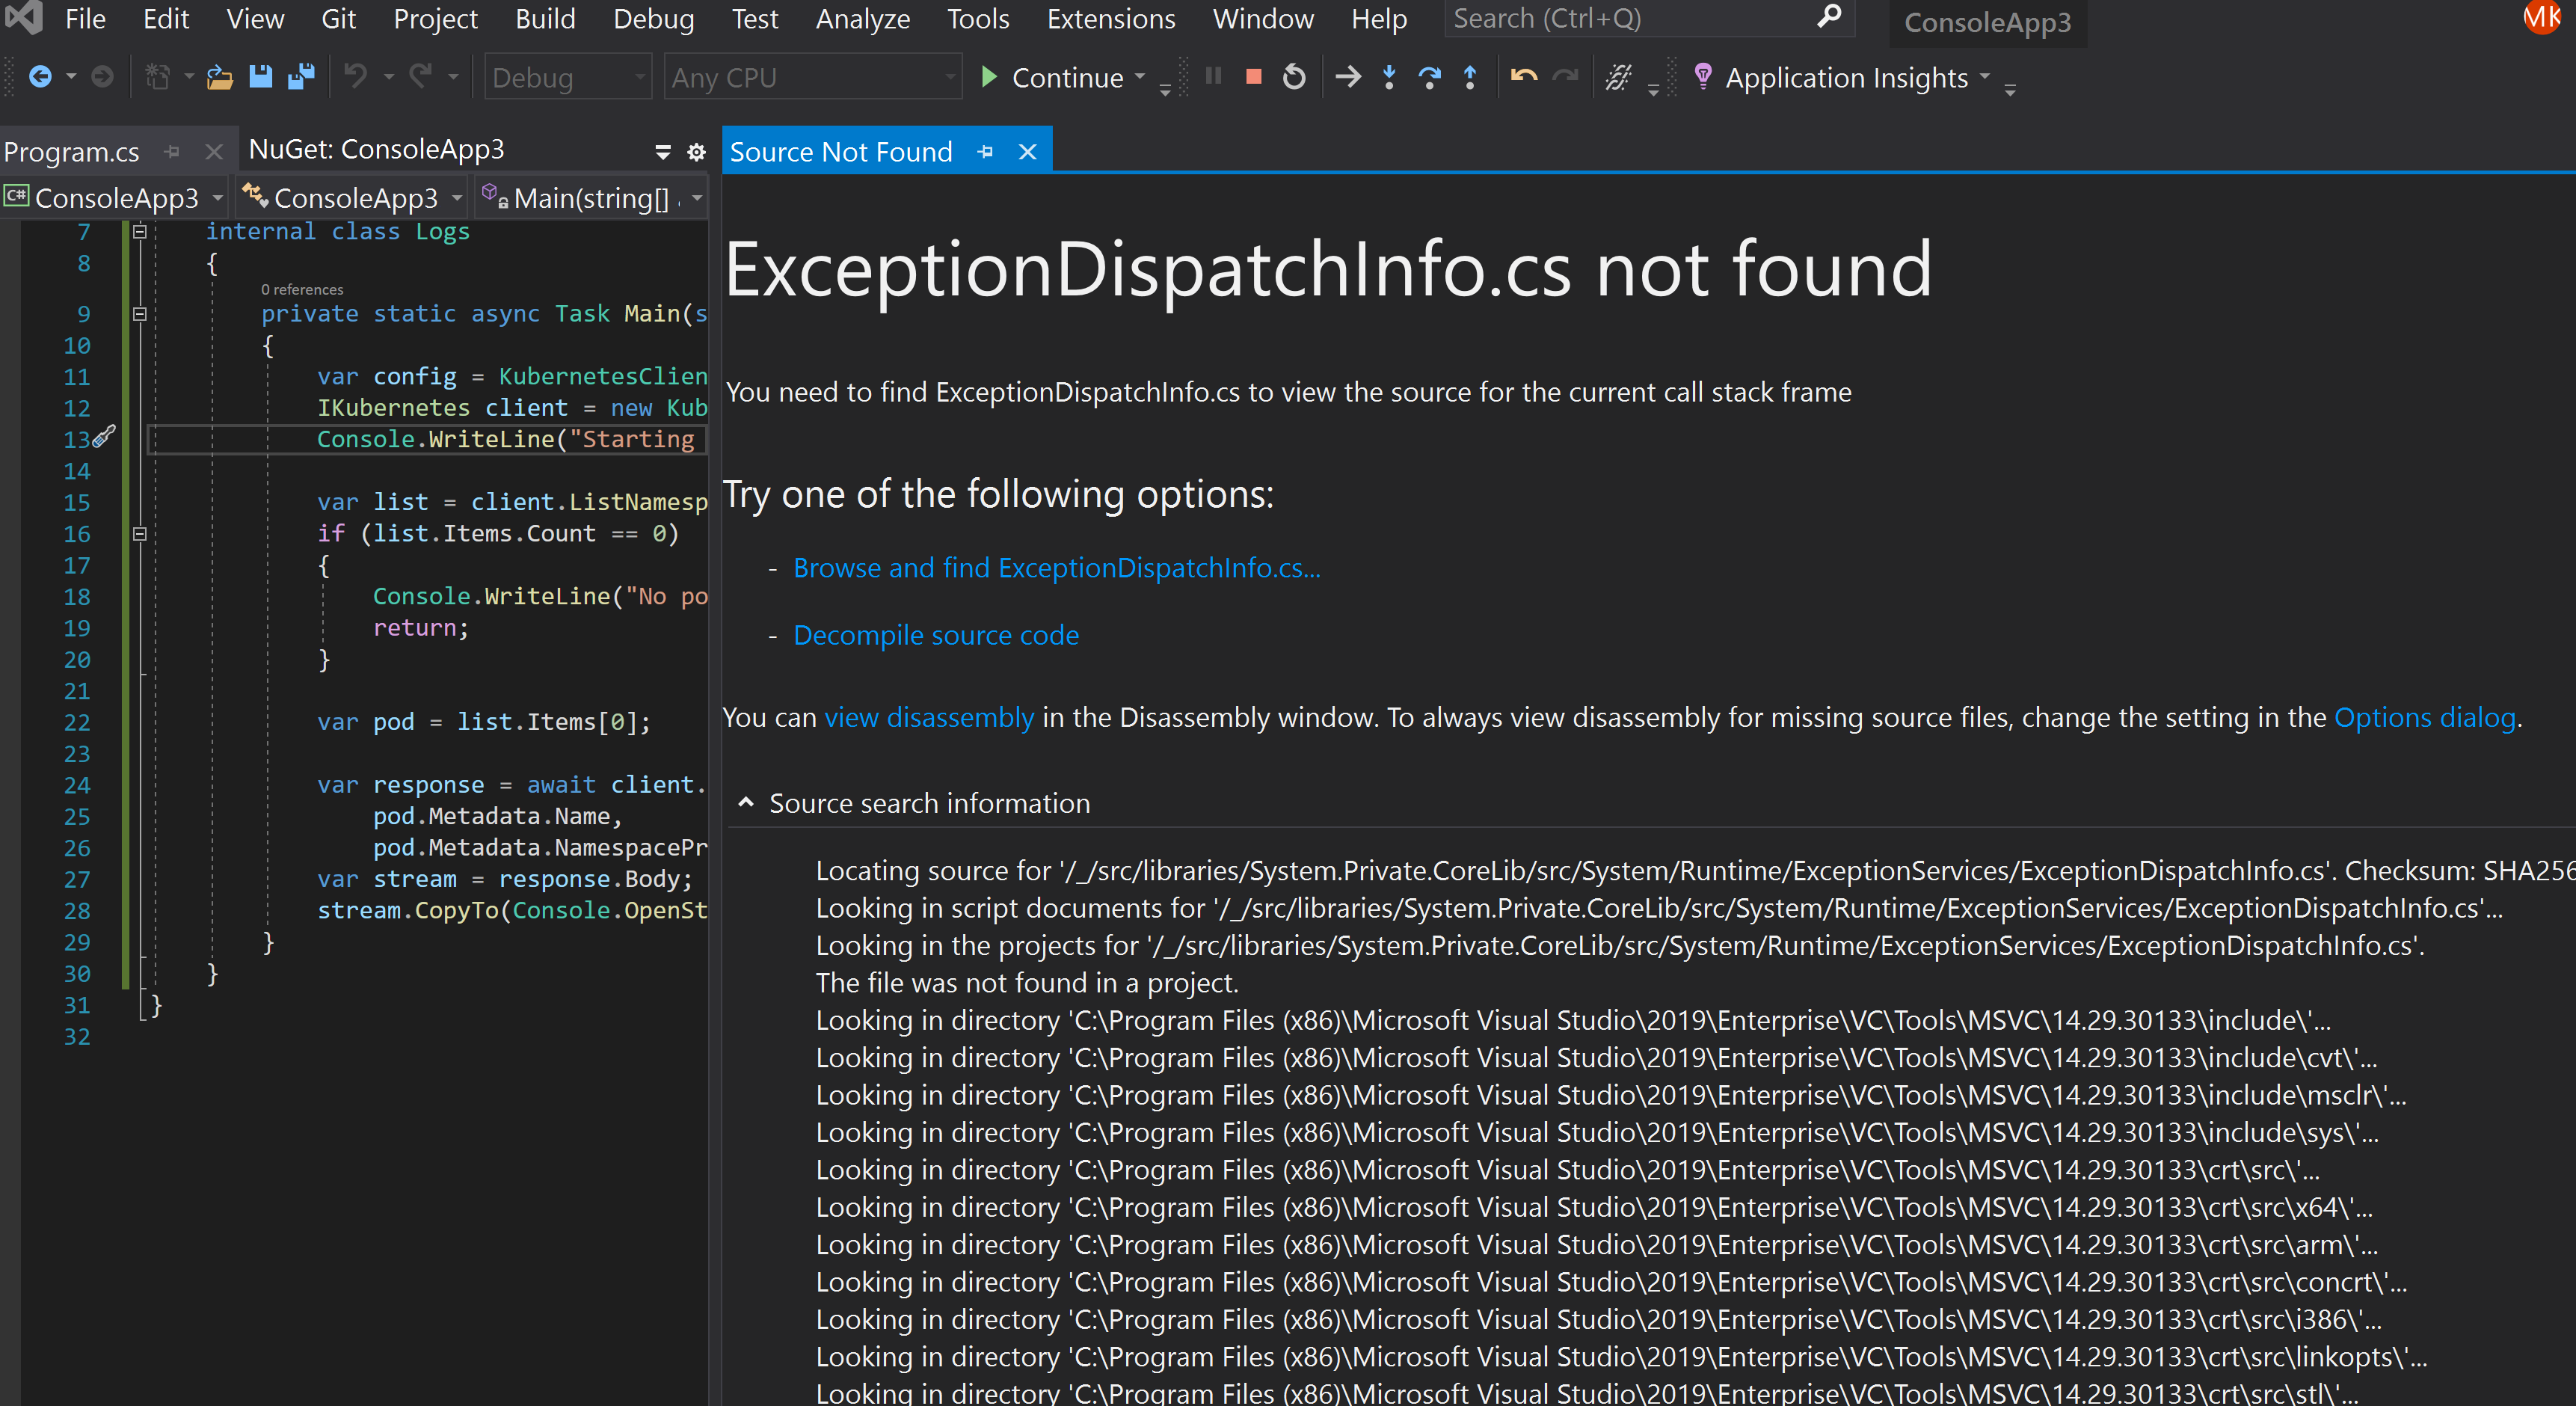 File Edit View Git Project Build Debug Test Analyze Tools Extensions Window Help Search (Ctrl+Q) ConsoleApp3 MK
Debug Any CPU Continue Application Insights
Program.cs NuGet: ConsoleApp3 Source Not Found
C# ConsoleApp3 ConsoleApp3 Main(string[]
7 internal class Logs
8 {
0 references
9 private static async Task Main(s
10 {
11 var config = KubernetesClien
12 IKubernetes client = new Kub
13 Console.WriteLine("Starting
14
15 var list = client.ListNamesp
16 if (list.Items.Count == 0)
17 {
18 Console.WriteLine("No po
19 return;
20 }
21
22 var pod = list.Items[0];
23
24 var response = await client.
25 pod.Metadata.Name,
26 pod.Metadata.NamespacePr
27 var stream = response.Body;
28 stream.CopyTo(Console.OpenSt
29 }
30 }
31 }
32
ExceptionDispatchInfo.cs not found
You need to find ExceptionDispatchInfo.cs to view the source for the current call stack frame
Try one of the following options:
- Browse and find ExceptionDispatchInfo.cs...
- Decompile source code
You can view disassembly in the Disassembly window. To always view disassembly for missing source files, change the setting in the Options dialog.
Source search information
Locating source for '/_/src/libraries/System.Private.CoreLib/src/System/Runtime/ExceptionServices/ExceptionDispatchInfo.cs'. Checksum: SHA256
Looking in script documents for '/_/src/libraries/System.Private.CoreLib/src/System/Runtime/ExceptionServices/ExceptionDispatchInfo.cs'...
Looking in the projects for '/_/src/libraries/System.Private.CoreLib/src/System/Runtime/ExceptionServices/ExceptionDispatchInfo.cs'.
The file was not found in a project.
Looking in directory 'C:\Program Files (x86)\Microsoft Visual Studio\2019\Enterprise\VC\Tools\MSVC\14.29.30133\include\'...
Looking in directory 'C:\Program Files (x86)\Microsoft Visual Studio\2019\Enterprise\VC\Tools\MSVC\14.29.30133\include\cvt\'...
Looking in directory 'C:\Program Files (x86)\Microsoft Visual Studio\2019\Enterprise\VC\Tools\MSVC\14.29.30133\include\msclr\'...
Looking in directory 'C:\Program Files (x86)\Microsoft Visual Studio\2019\Enterprise\VC\Tools\MSVC\14.29.30133\include\sys\'...
Looking in directory 'C:\Program Files (x86)\Microsoft Visual Studio\2019\Enterprise\VC\Tools\MSVC\14.29.30133\crt\src\'...
Looking in directory 'C:\Program Files (x86)\Microsoft Visual Studio\2019\Enterprise\VC\Tools\MSVC\14.29.30133\crt\src\x64\'...
Looking in directory 'C:\Program Files (x86)\Microsoft Visual Studio\2019\Enterprise\VC\Tools\MSVC\14.29.30133\crt\src\arm\'...
Looking in directory 'C:\Program Files (x86)\Microsoft Visual Studio\2019\Enterprise\VC\Tools\MSVC\14.29.30133\crt\src\concrt\'...
Looking in directory 'C:\Program Files (x86)\Microsoft Visual Studio\2019\Enterprise\VC\Tools\MSVC\14.29.30133\crt\src\i386\'...
Looking in directory 'C:\Program Files (x86)\Microsoft Visual Studio\2019\Enterprise\VC\Tools\MSVC\14.29.30133\crt\src\linkopts\'...
Looking in directory 'C:\Program Files (x86)\Microsoft Visual Studio\2019\Enterprise\VC\Tools\MSVC\14.29.30133\crt\src\stl\'...